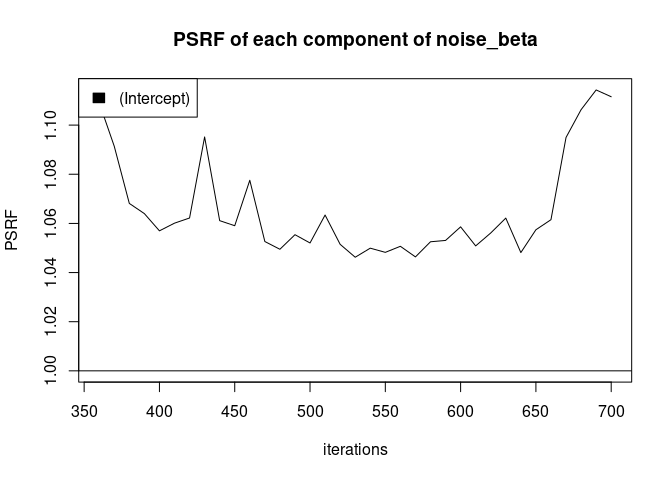 PSRF of each component of noise_beta
(Intercept)
PSRF
1.10
1.08
1.06
1.04
1.02
1.00
350 400 450 500 550 600 650 700
iterations